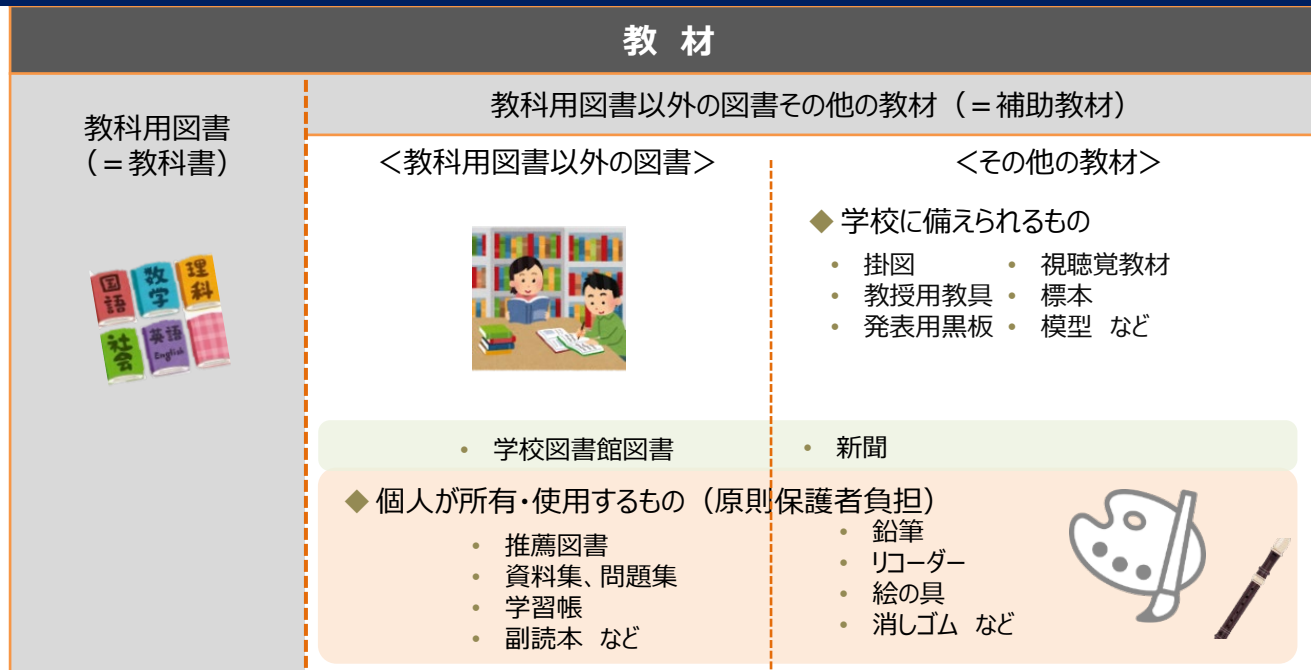 教 材
教科用図書
（＝教科書）
国語
数学
理科
社会
英語
English
教科用図書以外の図書その他の教材（＝補助教材）
＜教科用図書以外の図書＞
＜その他の教材＞
◆ 学校に備えられるもの
• 掛図
• 教授用教具
• 発表用黒板
• 視聴覚教材
• 標本
• 模型 など
• 学校図書館図書
• 新聞
◆ 個人が所有・使用するもの（原則保護者負担）
• 推薦図書
• 資料集、問題集
• 学習帳
• 副読本 など
• 鉛筆
• リコーダー
• 絵の具
• 消しゴム など